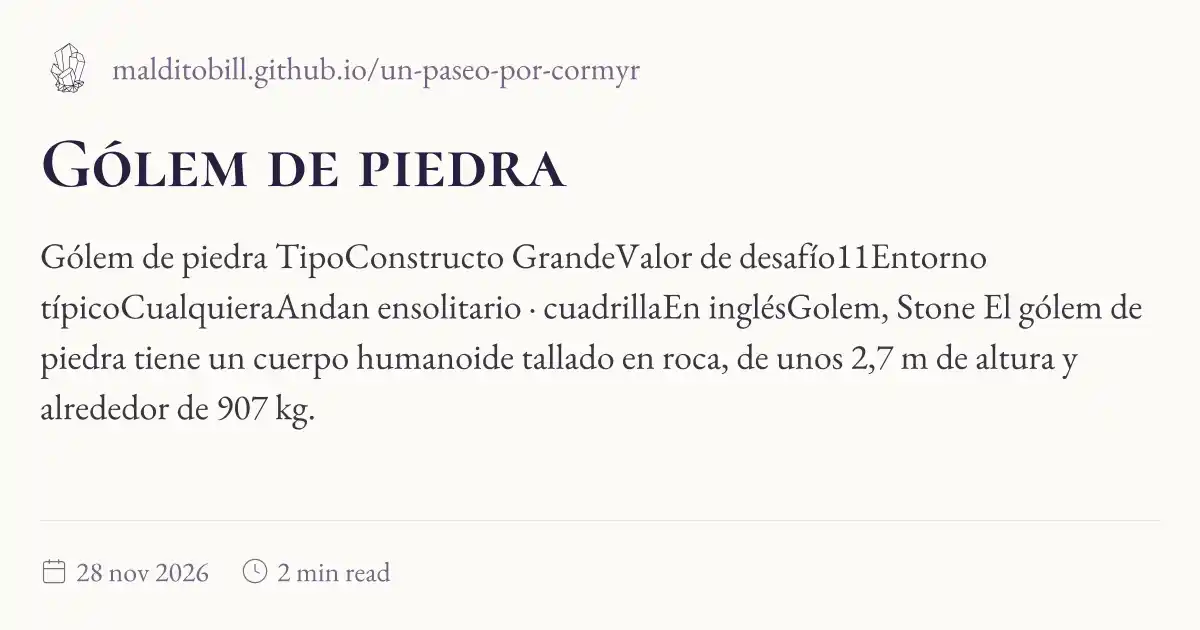 malditobill.github.io/un-paseo-por-cormyr
Gólem de piedra
Gólem de piedra TipoConstructo GrandeValor de desafío11Entorno
típicoCualquieraAndan ensolitario · cuadrillaEn inglésGolem, Stone El gólem de
piedra tiene un cuerpo humanoide tallado en roca, de unos 2,7 m de altura y
alrededor de 907 kg.
28 nov 2026 2 min read